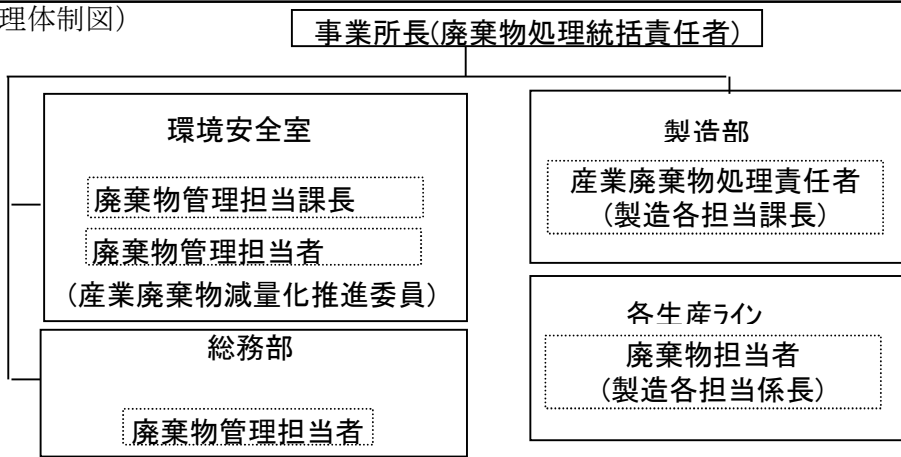 理体制図）
事業所長(廃棄物処理統括責任者)
環境安全室
廃棄物管理担当課長
廃棄物管理担当者
(産業廃棄物減量化推進委員)
総務部
廃棄物管理担当者
製造部
産業廃棄物処理責任者
(製造各担当課長)
各生産ﾗｲﾝ
廃棄物担当者
(製造各担当係長)